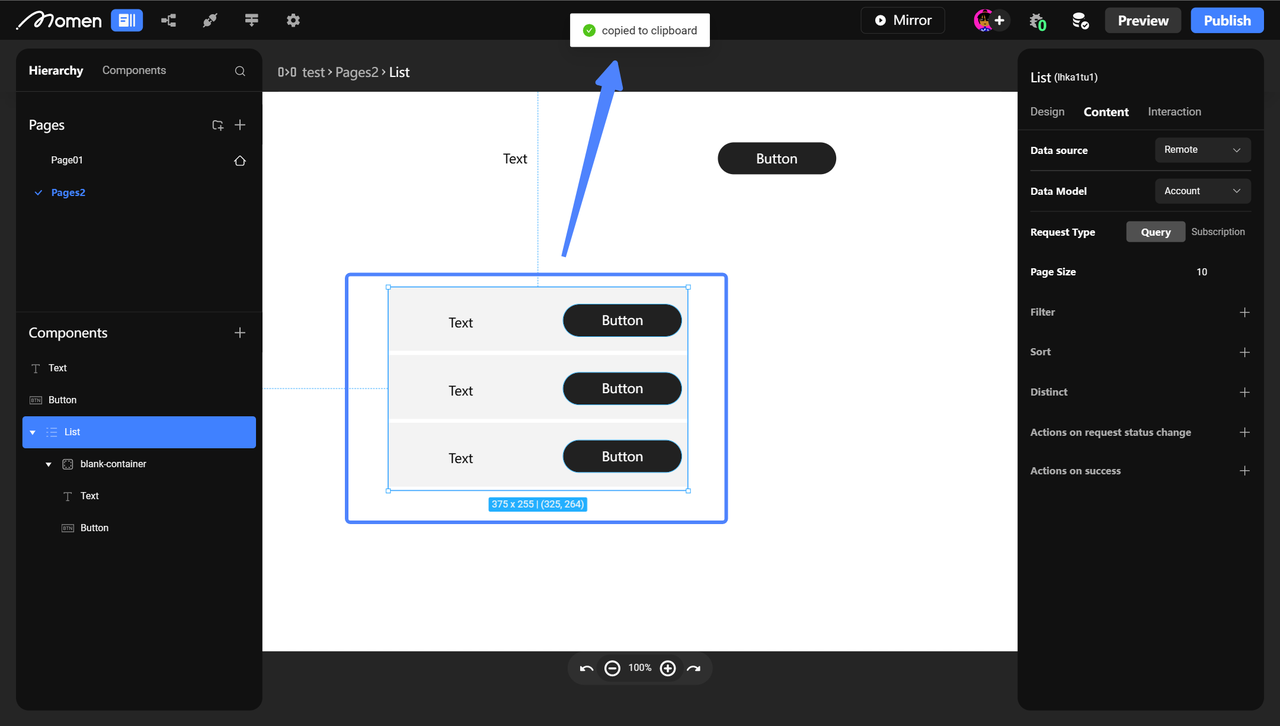 Momen
copied to clipboard
Mirror
0
Preview
Publish
Hierarchy
Components
test › Pages2 › List
List (lhka1tu1)
Design
Content
Interaction
Pages
Page01
Pages2
Text
Button
Data source
Remote
Data Model
Account
Request Type
Query
Subscription
Page Size
10
Filter
Sort
Distinct
Actions on request status change
Actions on success
Text
Button
Text
Button
Text
Button
375 x 255 | (325, 264)
Components
Text
BTN Button
List
blank-container
Text
BTN Button
100%